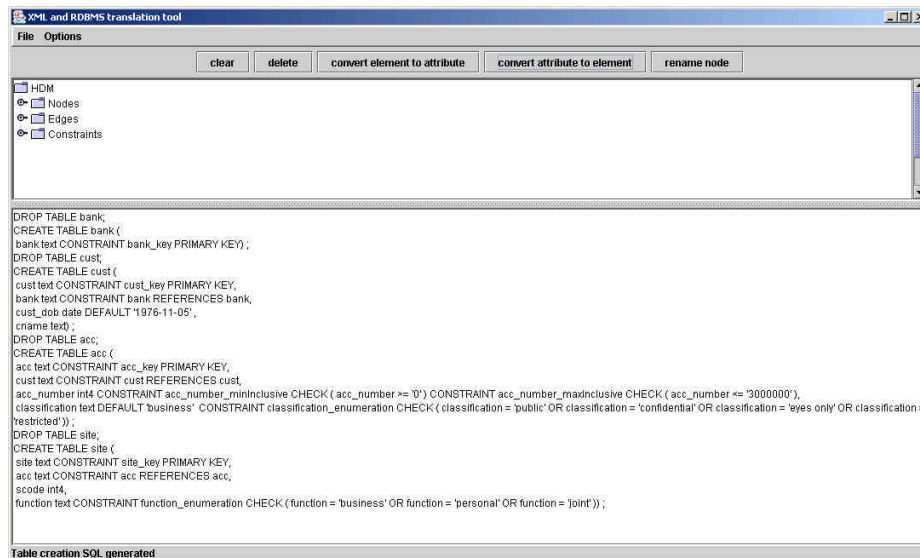 XML and RDBMS translation tool
File Options
clear delete convert element to attribute convert attribute to element rename node
HDM
Nodes
Edges
Constraints
DROP TABLE bank;
CREATE TABLE bank (
bank text CONSTRAINT bank_key PRIMARY KEY) ;
DROP TABLE cust;
CREATE TABLE cust (
cust text CONSTRAINT cust_key PRIMARY KEY,
bank text CONSTRAINT bank REFERENCES bank,
cust_dob date DEFAULT '1976-11-05' ,
cname text) ;
DROP TABLE acc;
CREATE TABLE acc (
acc text CONSTRAINT acc_key PRIMARY KEY,
cust text CONSTRAINT cust REFERENCES cust,
acc_number int4 CONSTRAINT acc_number_minInclusive CHECK ( acc_number >= '0' ) CONSTRAINT acc_number_maxInclusive CHECK ( acc_number <= '3000000' ),
classification text DEFAULT 'business' CONSTRAINT classification_enumeration CHECK ( classification = 'public' OR classification = 'confidential' OR classification = 'eyes only' OR classification =
'restricted' )) ;
DROP TABLE site;
CREATE TABLE site (
site text CONSTRAINT site_key PRIMARY KEY,
acc text CONSTRAINT acc REFERENCES acc,
scode int4,
function text CONSTRAINT function_enumeration CHECK ( function = 'business' OR function = 'personal' OR function = 'joint' )) ;
Table creation SQL generated